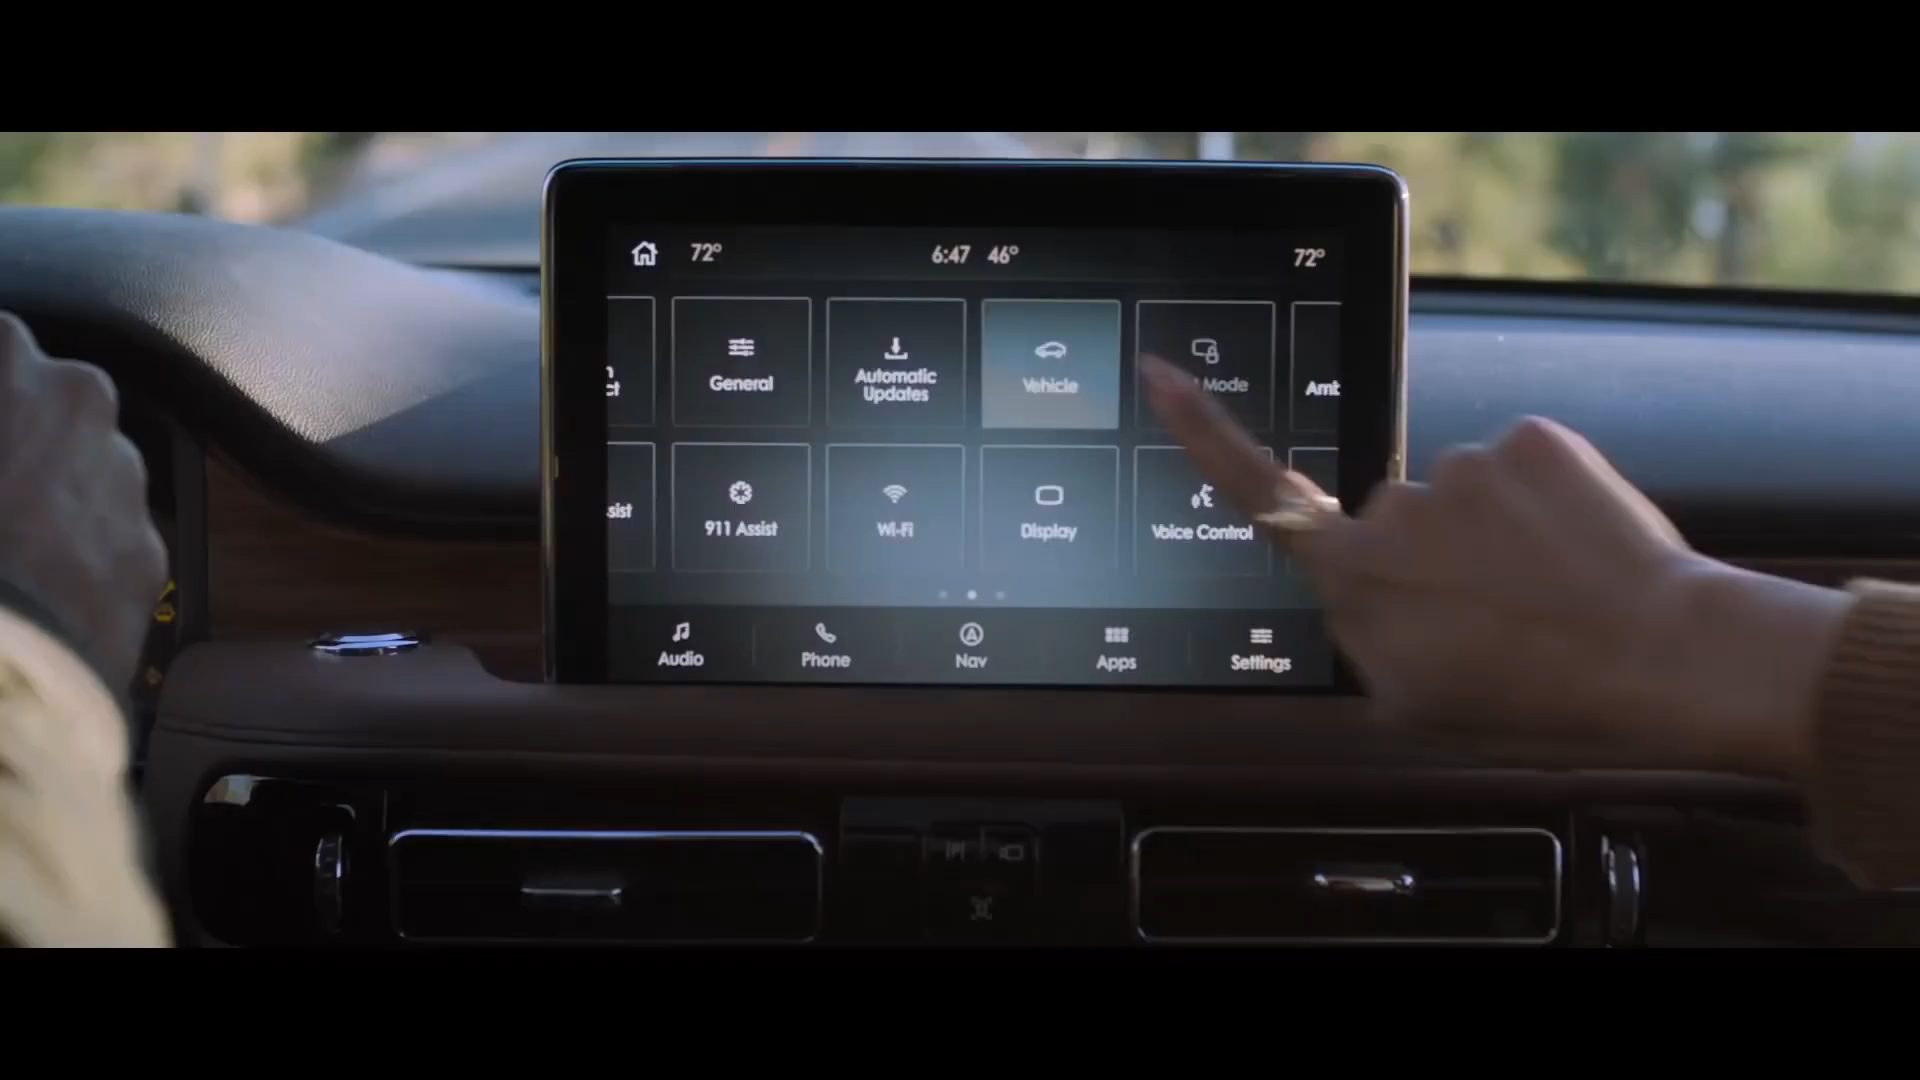 72° 6:47 46° 72°
General
Automatic
Updates
Vehicle
Mode
911 Assist
Wi-Fi
Display
Voice Control
Audio
Phone
Nav
Apps
Settings